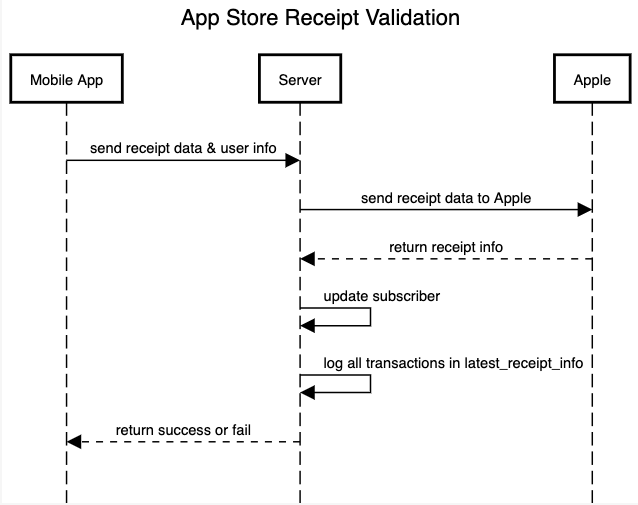 App Store Receipt Validation
Mobile App
Server
Apple
send receipt data & user info
send receipt data to Apple
return receipt info
update subscriber
log all transactions in latest_receipt_info
return success or fail